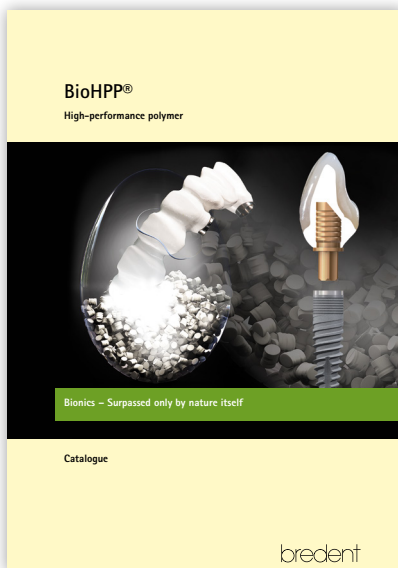 BioHPP®
High-performance polymer
Bionics – Surpassed only by nature itself
Catalogue
bredent